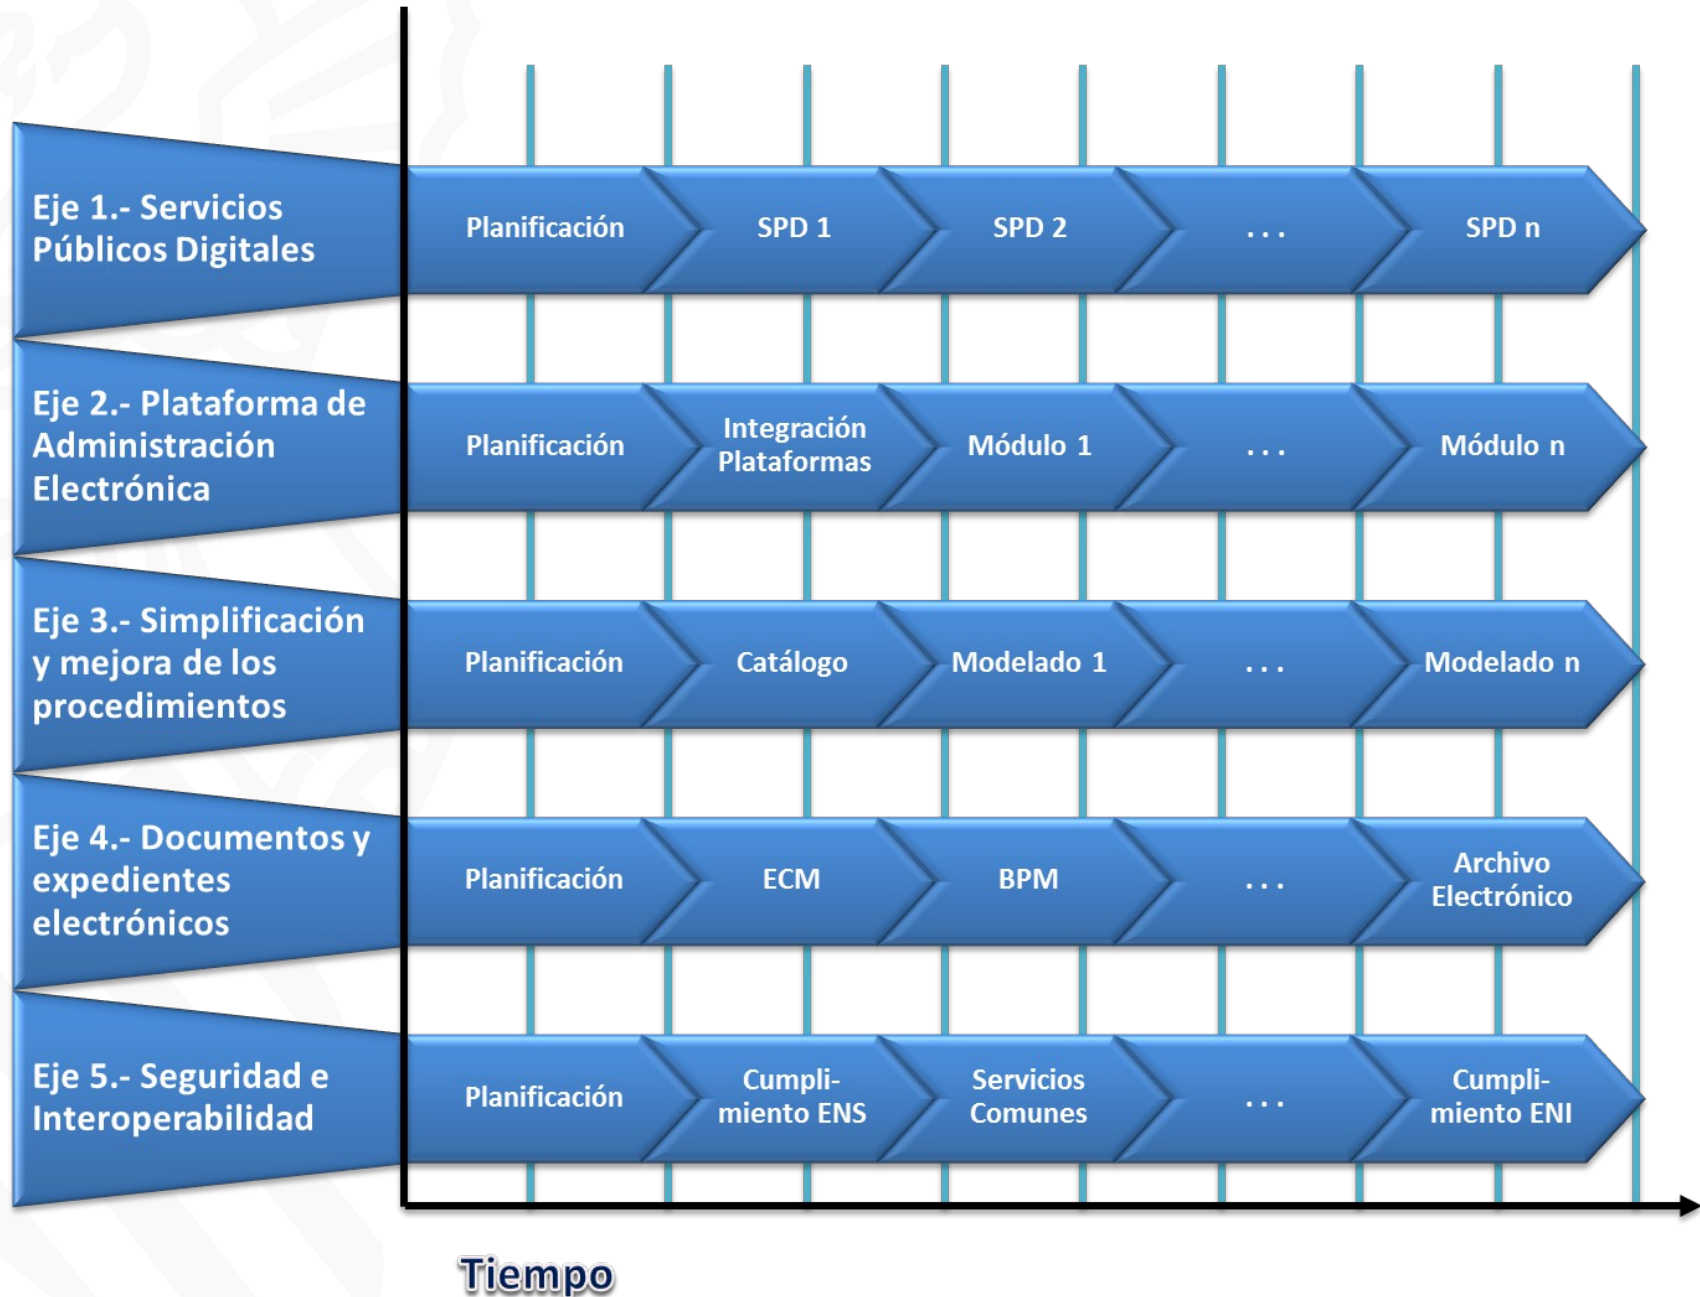 Eje 1.- Servicios
Públicos Digitales
Planificación
SPD 1
SPD 2
. . .
SPD n
Eje 2.- Plataforma de
Administración
Electrónica
Planificación
Integración
Plataformas
Módulo 1
. . .
Módulo n
Eje 3.- Simplificación
y mejora de los
procedimientos
Planificación
Catálogo
Modelado 1
. . .
Modelado n
Eje 4.- Documentos y
expedientes
electrónicos
Planificación
ECM
BPM
. . .
Archivo
Electrónico
Eje 5.- Seguridad e
Interoperabilidad
Planificación
Cumpli-
miento ENS
Servicios
Comunes
. . .
Cumpli-
miento ENI
Tiempo